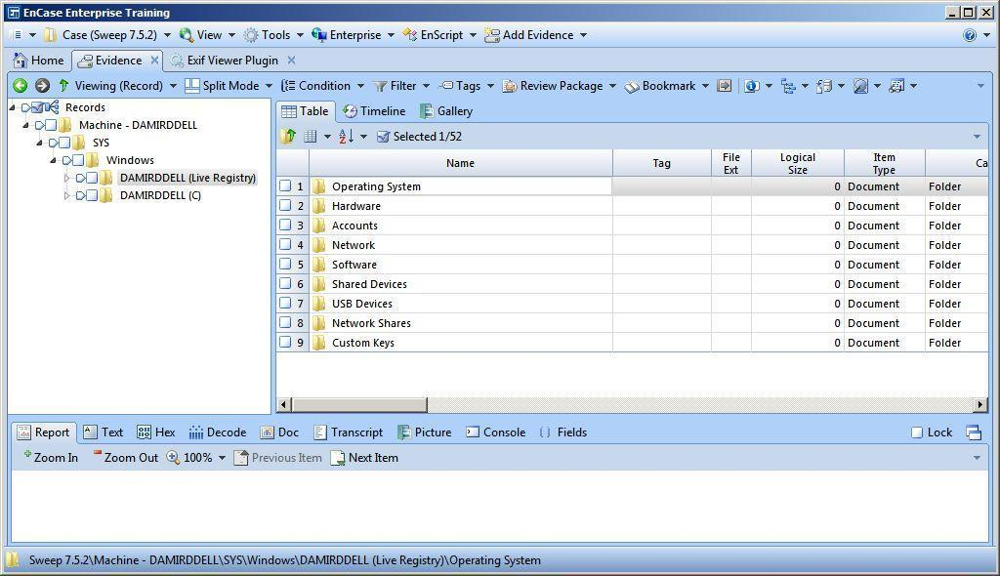 EnCase Enterprise Training
Case (Sweep 7.5.2) View Tools Enterprise EnScript Add Evidence
Home Evidence Exif Viewer Plugin
Viewing (Record) Split Mode Condition Filter Tags Review Package Bookmark
Records
Machine - DAMIRDDELL
SYS
Windows
DAMIRDDELL (Live Registry)
DAMIRDDELL (C)
Table Timeline Gallery
Selected 1/52
Name Tag File Ext Logical Size Item Type Ca
1 Operating System 0 Document Folder
2 Hardware 0 Document Folder
3 Accounts 0 Document Folder
4 Network 0 Document Folder
5 Software 0 Document Folder
6 Shared Devices 0 Document Folder
7 USB Devices 0 Document Folder
8 Network Shares 0 Document Folder
9 Custom Keys 0 Document Folder
Report Text Hex Decode Doc Transcript Picture Console Fields Lock
Zoom In Zoom Out 100% Previous Item Next Item
Sweep 7.5.2\Machine - DAMIRDDELL\SYS\Windows\DAMIRDDELL (Live Registry)\Operating System